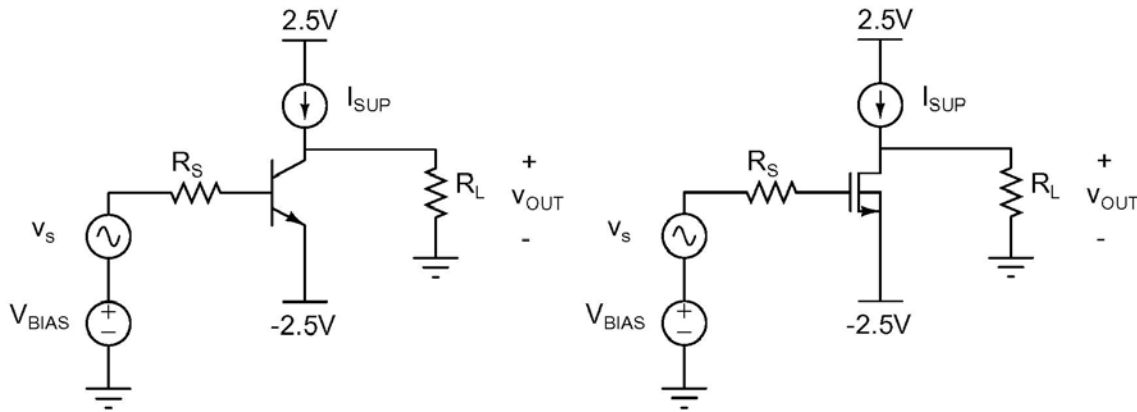 2.5V
I_SUP
R_S
R_L
+
v_OUT
-
v_s
V_BIAS
+
−
-2.5V
2.5V
I_SUP
R_S
R_L
+
v_OUT
-
v_s
V_BIAS
+
−
-2.5V